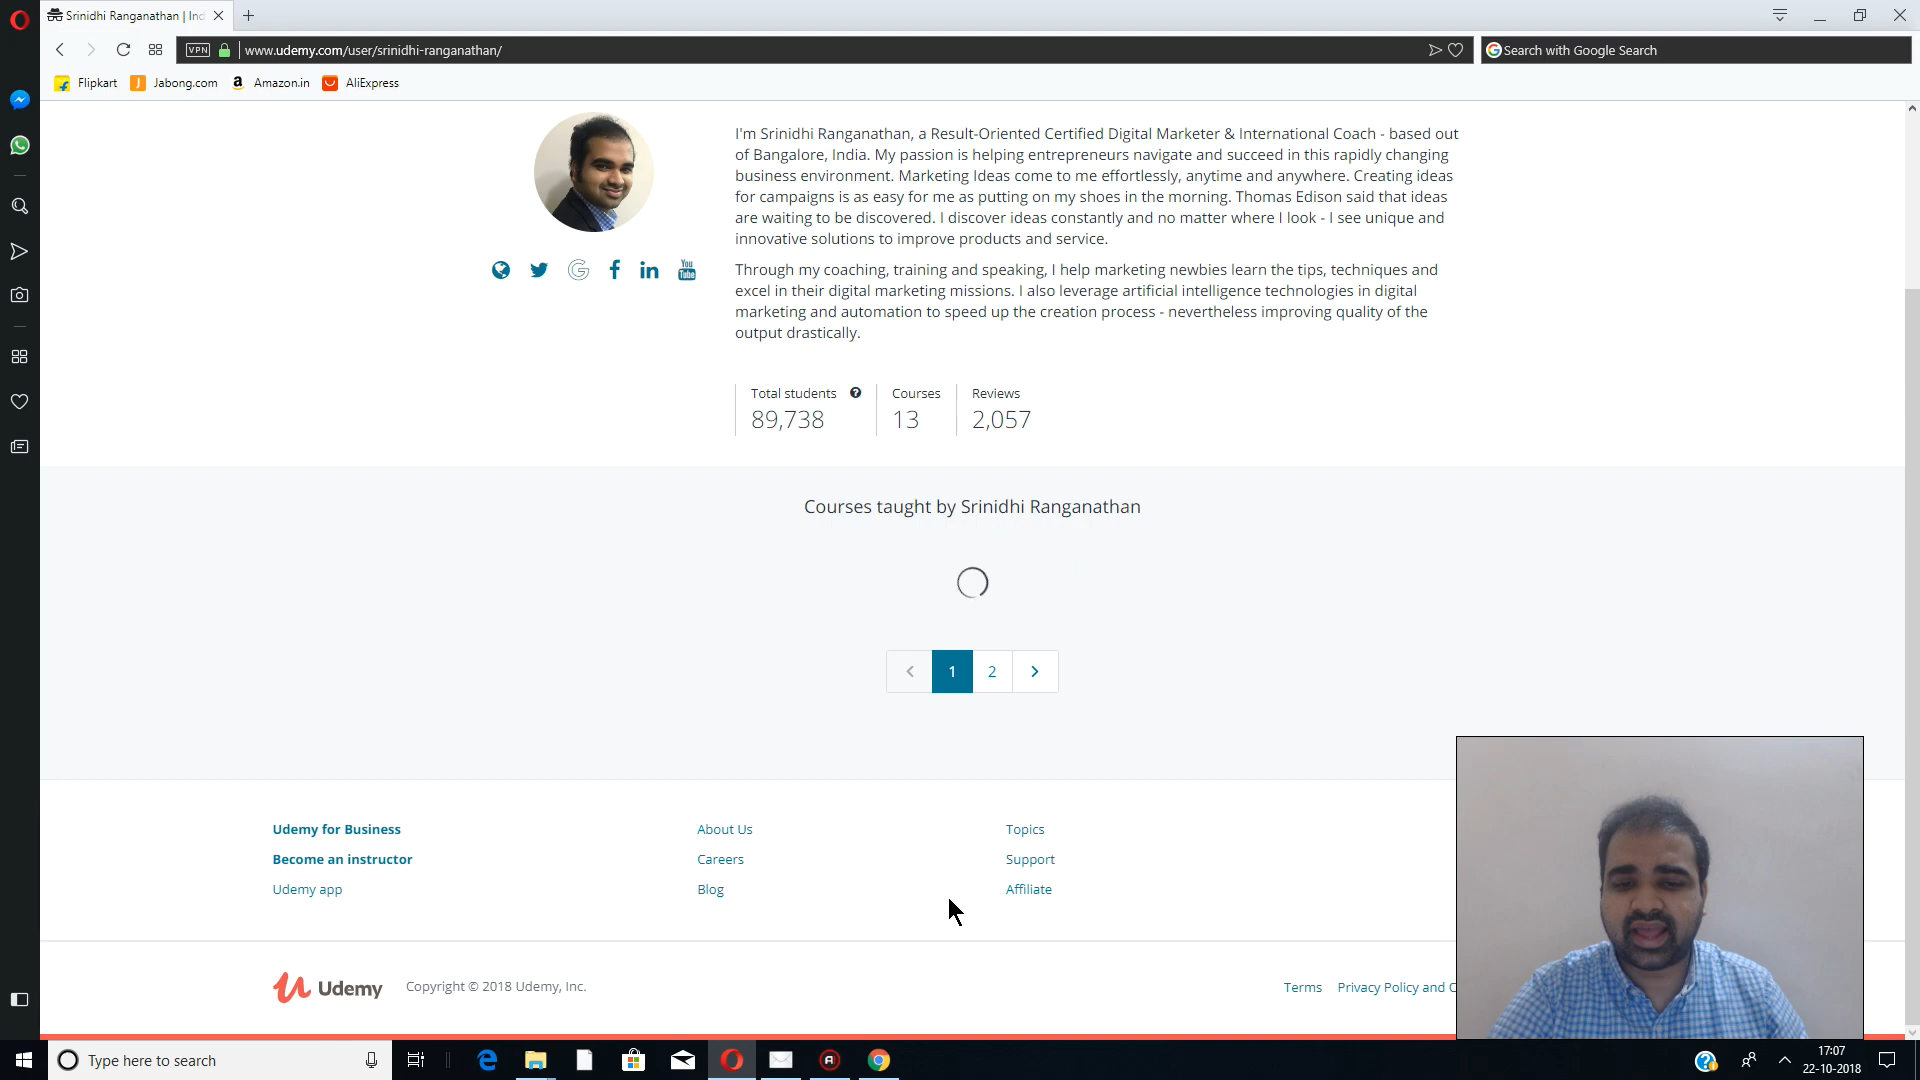 Srinidhi Ranganathan | Ind
VPN
www.udemy.com/user/srinidhi-ranganathan/
Search with Google Search
Flipkart
Jabong.com
Amazon.in
AliExpress
I'm Srinidhi Ranganathan, a Result-Oriented Certified Digital Marketer & International Coach - based out
of Bangalore, India. My passion is helping entrepreneurs navigate and succeed in this rapidly changing
business environment. Marketing Ideas come to me effortlessly, anytime and anywhere. Creating ideas
for campaigns is as easy for me as putting on my shoes in the morning. Thomas Edison said that ideas
are waiting to be discovered. I discover ideas constantly and no matter where I look - I see unique and
innovative solutions to improve products and service.
You Tube
Through my coaching, training and speaking, I help marketing newbies learn the tips, techniques and
excel in their digital marketing missions. I also leverage artificial intelligence technologies in digital
marketing and automation to speed up the creation process - nevertheless improving quality of the
output drastically.
Total students Courses Reviews
89,738 13 2,057
Courses taught by Srinidhi Ranganathan
1 2
Udemy for Business About Us Topics
Become an instructor Careers Support
Udemy app Blog Affiliate
Udemy Copyright © 2018 Udemy, Inc. Terms Privacy Policy and C
Type here to search
17:07
22-10-2018